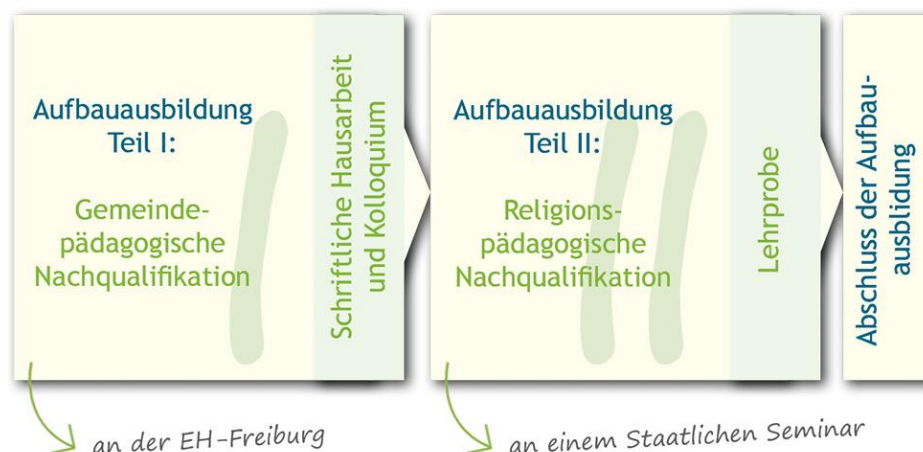 Aufbauausbildung
Teil I:
Gemeinde-
pädagogische
Nachqualifikation
Schriftliche Hausarbeit
und Kolloquium
an der EH-Freiburg
Aufbauausbildung
Teil II:
Religions-
pädagogische
Nachqualifikation
Lehrprobe
an einem Staatlichen Seminar
Abschluss der Aufbau-
ausblidung